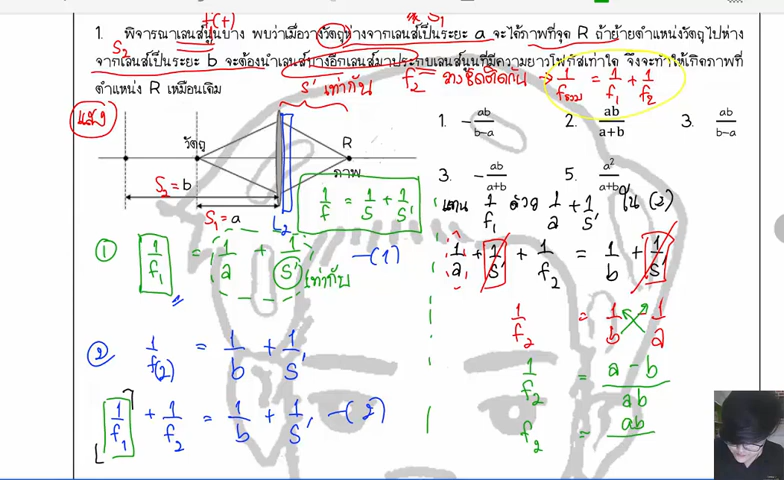 f(+) S₁
1. พิจารณาเลนส์นูนบาง พบว่าเมื่อวางวัตถุห่างจากเลนส์เป็นระยะ a จะได้ภาพที่จุด R ถ้าย้ายตำแหน่งวัตถุไปห่าง
S₂
จากเลนส์เป็นระยะ b จะต้องนำเลนส์บางอีกเลนส์มาประกบเลนส์นูนที่มีความยาวโฟกัสเท่าใด จึงจะทำให้เกิดภาพที่
ตำแหน่ง R เหมือนเดิม
S' เท่ากัน f₂ → 1/fรวม = 1/f₁ + 1/f₂
แสง
วัตถุ R
ภาพ
S₂ = b
S₁ = a
L₂
1/f = 1/S + 1/S'
1. -ab/(b-a) 2. ab/(a+b) 3. ab/(b-a)
3. -ab/(a+b) 5. a²/(a+b)
แทน 1/f₁ ด้วย 1/a + 1/S' ใน (2)
① 1/f₁ = 1/a + 1/S' —(1)
เท่ากับ
1/a + 1/S' + 1/f₂ = 1/b + 1/S'
② 1/f(2) = 1/b + 1/S'
1/f₁ + 1/f₂ = 1/b + 1/S' —(2)
1/f₂ = 1/b 1/a
1/f₂ = (a - b)/ab
f₂ = ab/